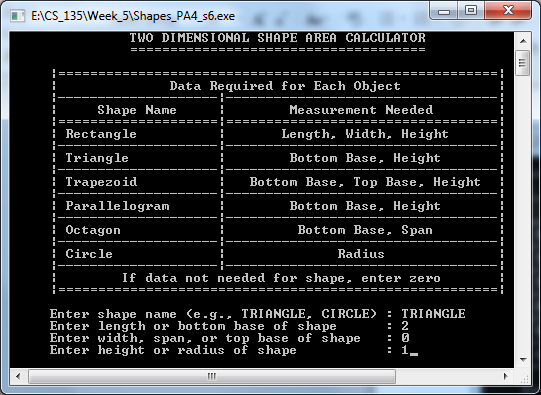 E:\CS_135\Week_5\Shapes_PA4_s6.exe
TWO DIMENSIONAL SHAPE AREA CALCULATOR
=====================================
|=======================================================|
Data Required for Each Object
Shape Name | Measurement Needed
|=======================================================|
Rectangle | Length, Width, Height
Triangle | Bottom Base, Height
Trapezoid | Bottom Base, Top Base, Height
Parallelogram | Bottom Base, Height
Octagon | Bottom Base, Span
Circle | Radius
If data not needed for shape, enter zero
|=======================================================|
Enter shape name (e.g., TRIANGLE, CIRCLE) : TRIANGLE
Enter length or bottom base of shape : 2
Enter width, span, or top base of shape : 0
Enter height or radius of shape : 1_